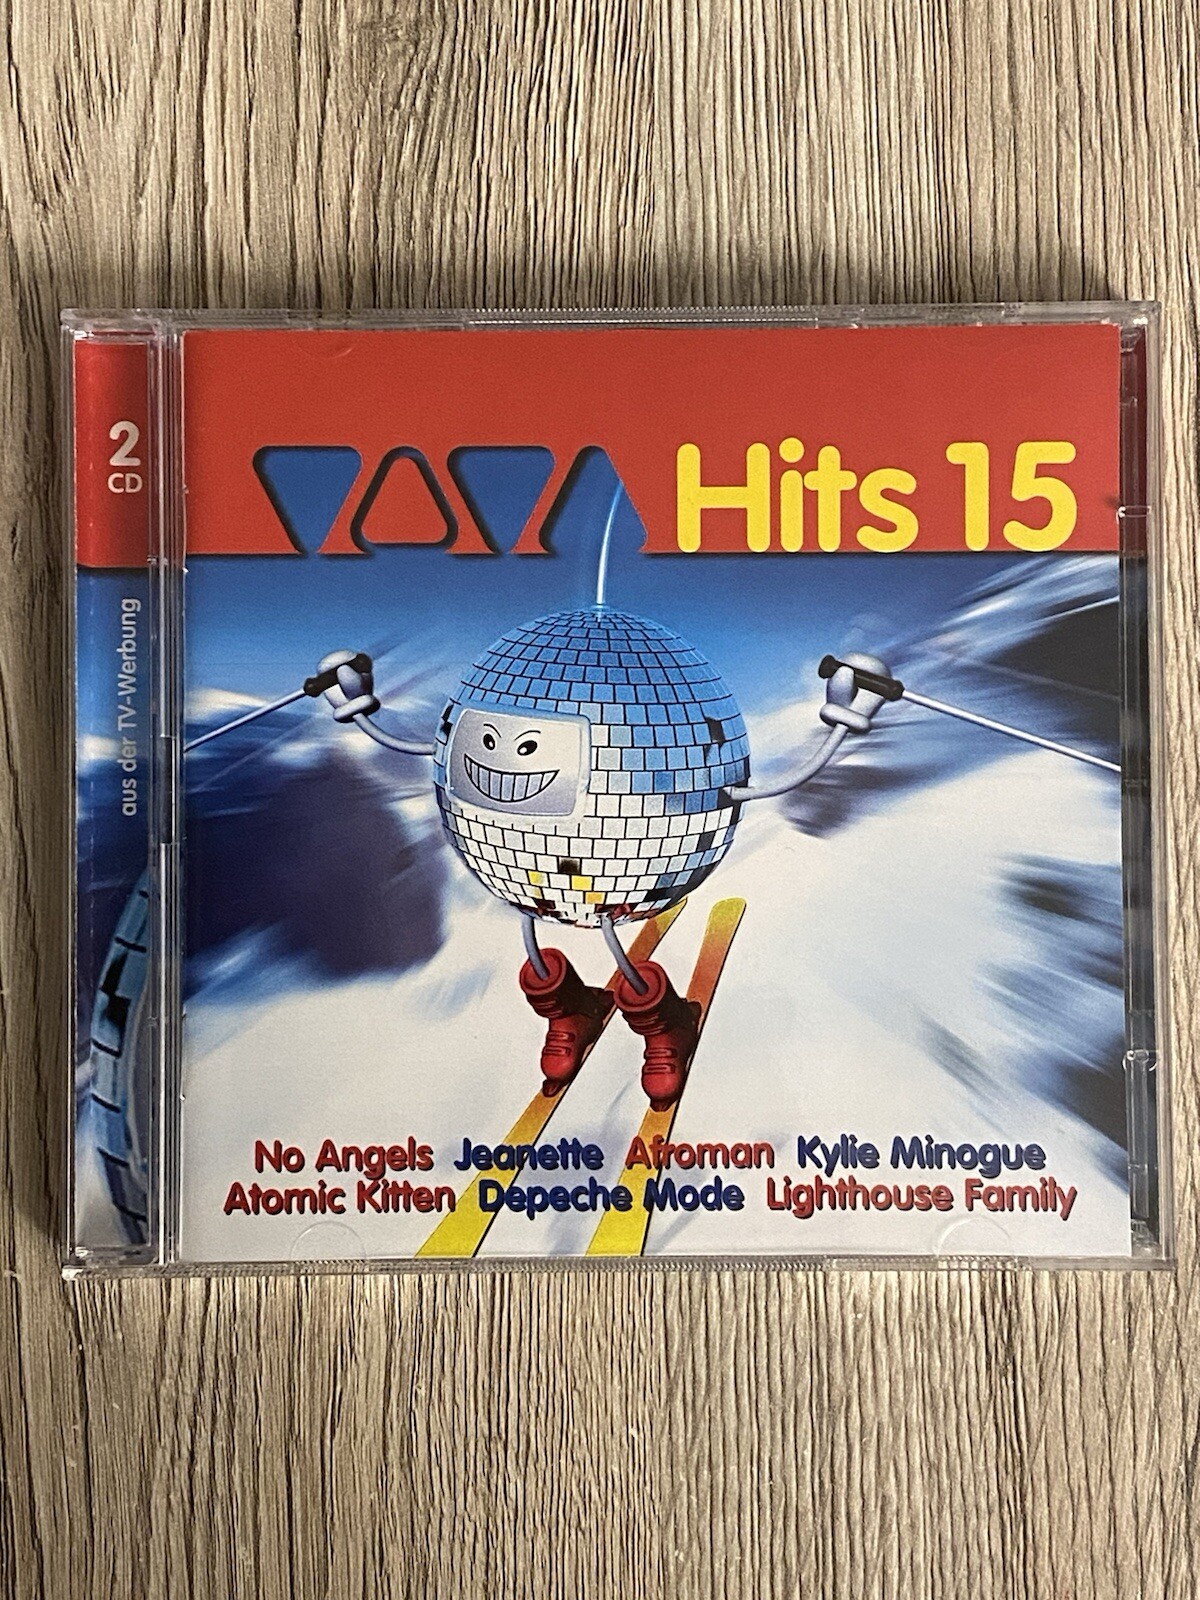 VIVA Hits 15
2
CD
aus der TV-Werbung
No Angels Jeanette Afroman Kylie Minogue
Atomic Kitten Depeche Mode Lighthouse Family